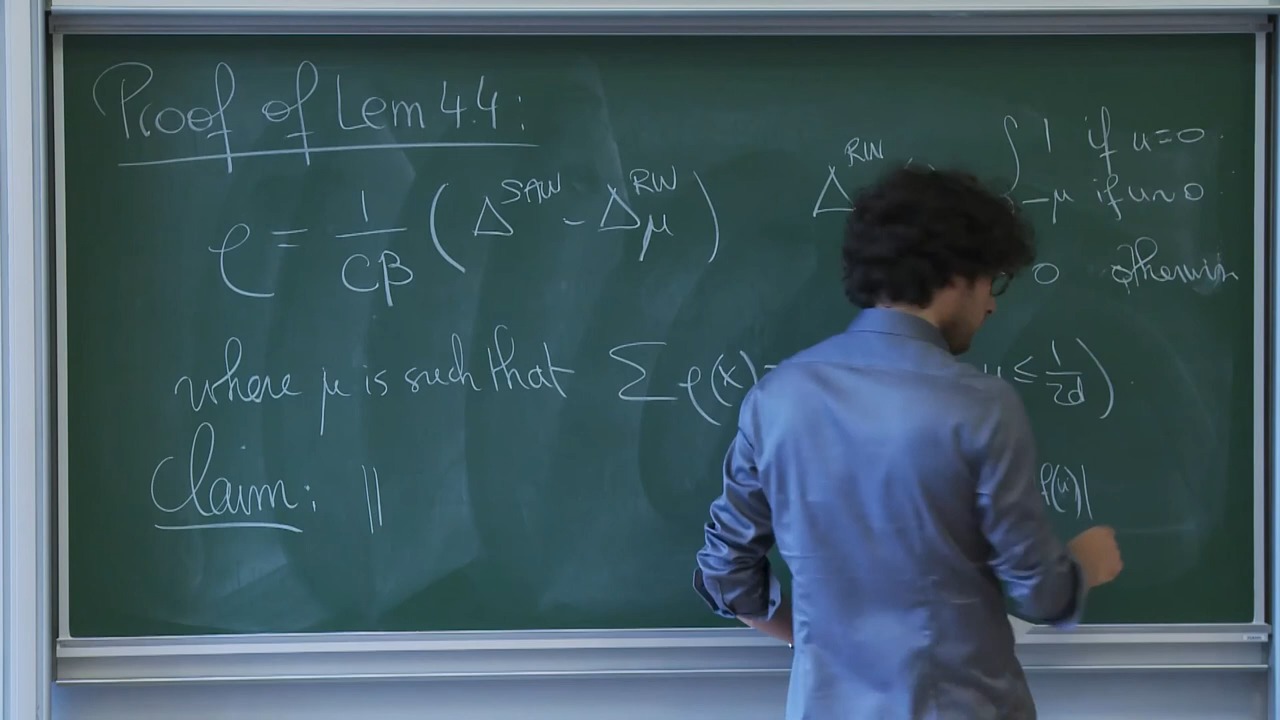 Proof of Lem 4.4:
ρ = 1/Cβ (Δ^SAW - Δ^RW_μ)
Δ^RW { 1 if u=0
-μ if u~0
0 otherwise
where μ is such that Σ ρ(x) μ ≤ 1/2d)
Claim: || f(u)|